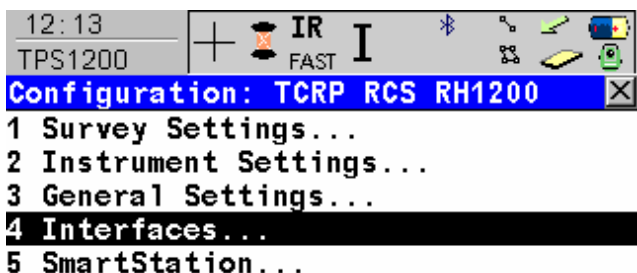 12:13
TPS1200
IR
FAST
I
Configuration: TCRP RCS RH1200
1 Survey Settings...
2 Instrument Settings...
3 General Settings...
4 Interfaces...
5 SmartStation...